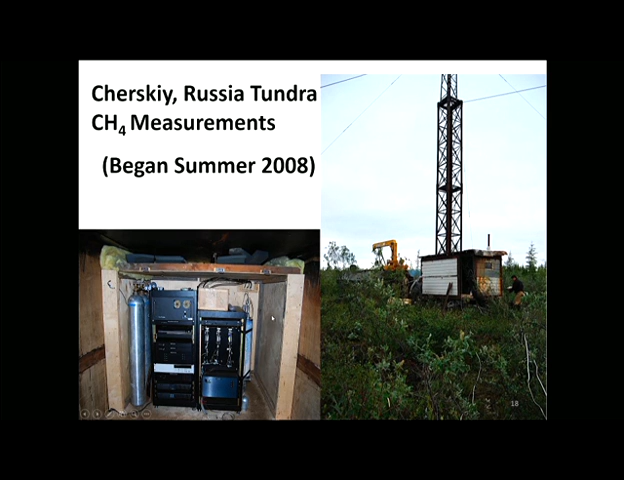 Cherskiy, Russia Tundra
CH₄ Measurements
(Began Summer 2008)
18